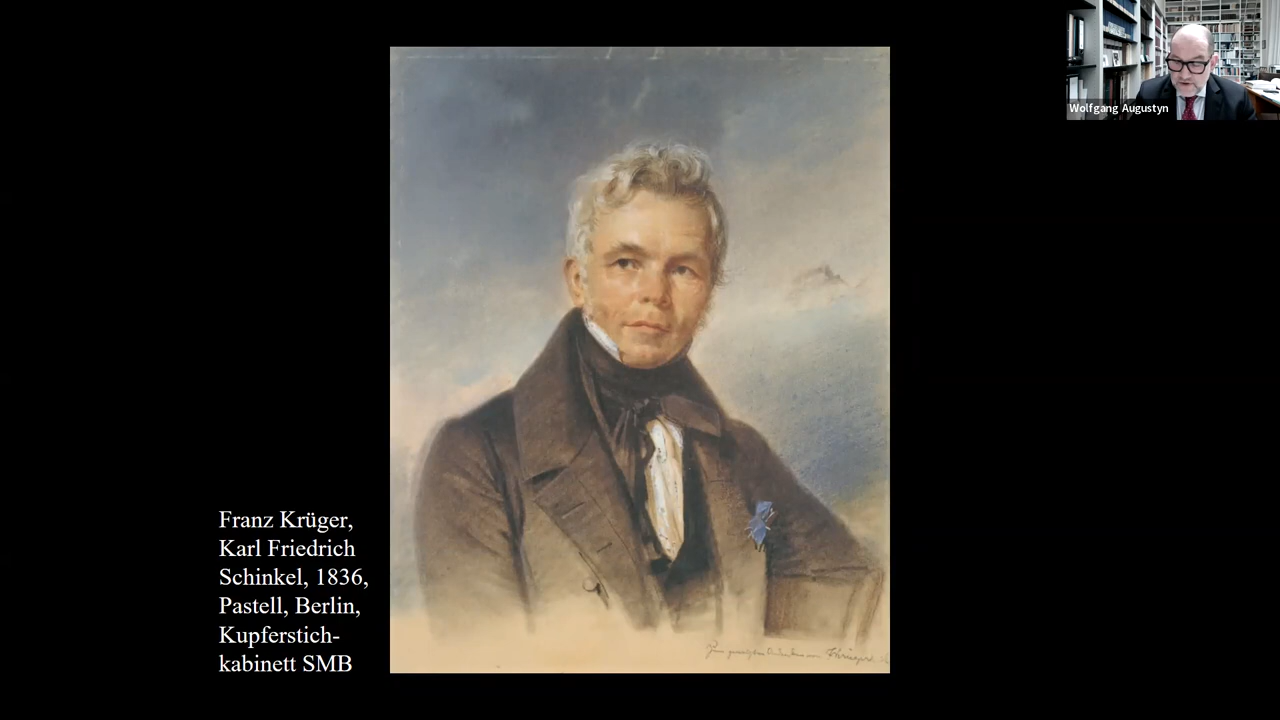 Wolfgang Augustyn
Franz Krüger,
Karl Friedrich
Schinkel, 1836,
Pastell, Berlin,
Kupferstich-
kabinett SMB